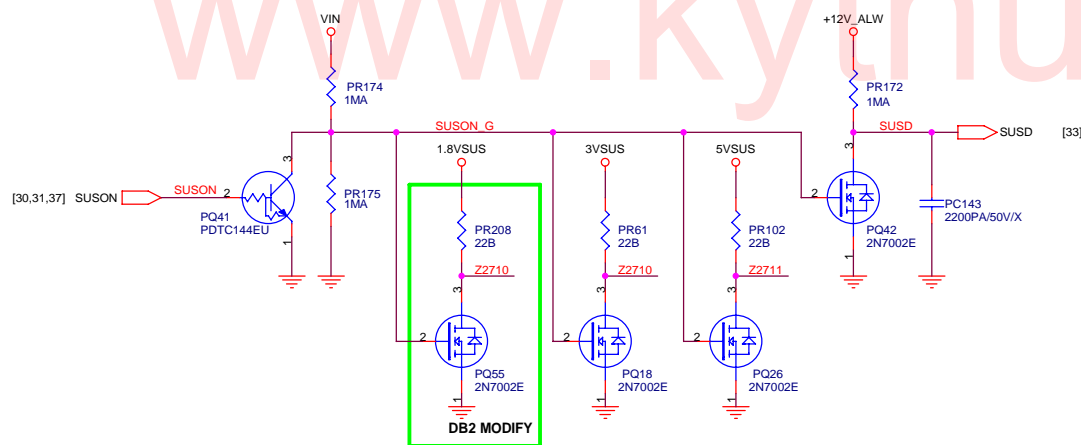 www.kythu
VIN
+12V_ALW
PR174
1MA
PR172
1MA
SUSON_G
SUSD
SUSD
[33]
1.8VSUS
3VSUS
5VSUS
3
3
[30,31,37]
SUSON
SUSON
2
PR175
1MA
2
PC143
2200PA/50V/X
PQ41
PDTC144EU
PR208
22B
PR61
22B
PR102
22B
PQ42
2N7002E
1
1
Z2710
Z2710
Z2711
3
3
3
2
2
2
PQ55
2N7002E
PQ18
2N7002E
PQ26
2N7002E
1
1
1
DB2 MODIFY